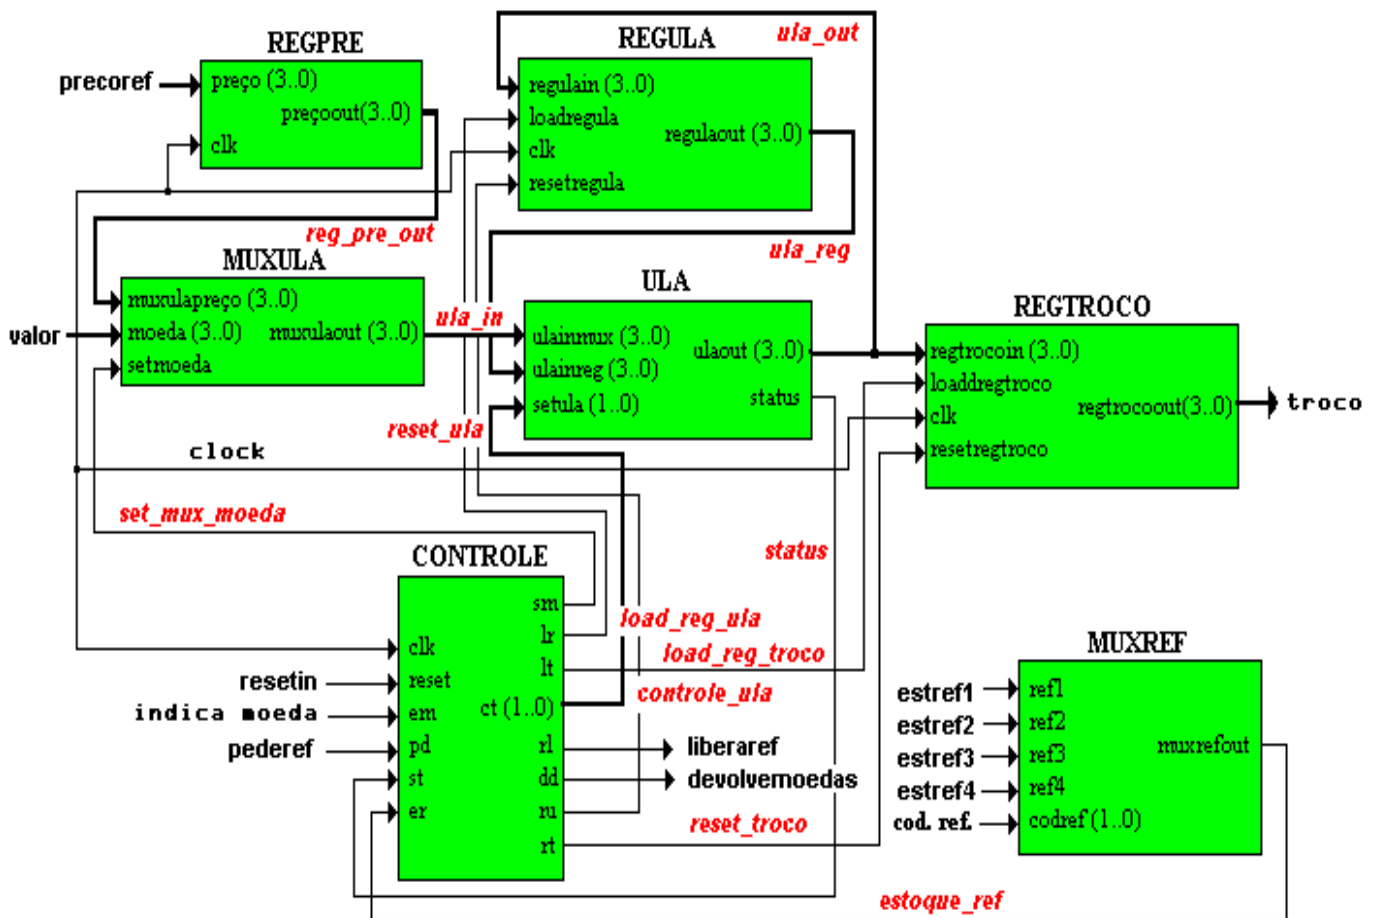 REGPRE
precoref
preço (3..0)
preçoout(3..0)
clk
REGULA
ula_out
regulain (3..0)
loadregula
regulaout (3..0)
clk
resetregula
reg_pre_out
ula_reg
MUXULA
muxulapreço (3..0)
valor
moeda (3..0)
muxulaout (3..0)
setmoeda
ula_in
ULA
ulainmux (3..0)
ulaout (3..0)
ulainreg (3..0)
setula (1..0)
status
reset_ula
REGTROCO
regtrocoin (3..0)
loaddregtroco
clk
regtrocoout(3..0)
resetregtroco
troco
clock
set_mux_moeda
status
CONTROLE
sm
lr
clk
lt
reset
ct (1..0)
em
pd
rl
st
dd
er
ru
rt
resetin
indica moeda
pederef
load_reg_ula
load_reg_troco
controle_ula
liberaref
devolvemoedas
reset_troco
MUXREF
estref1
ref1
estref2
ref2
estref3
ref3
estref4
ref4
cod. ref.
codref (1..0)
muxrefout
estoque_ref